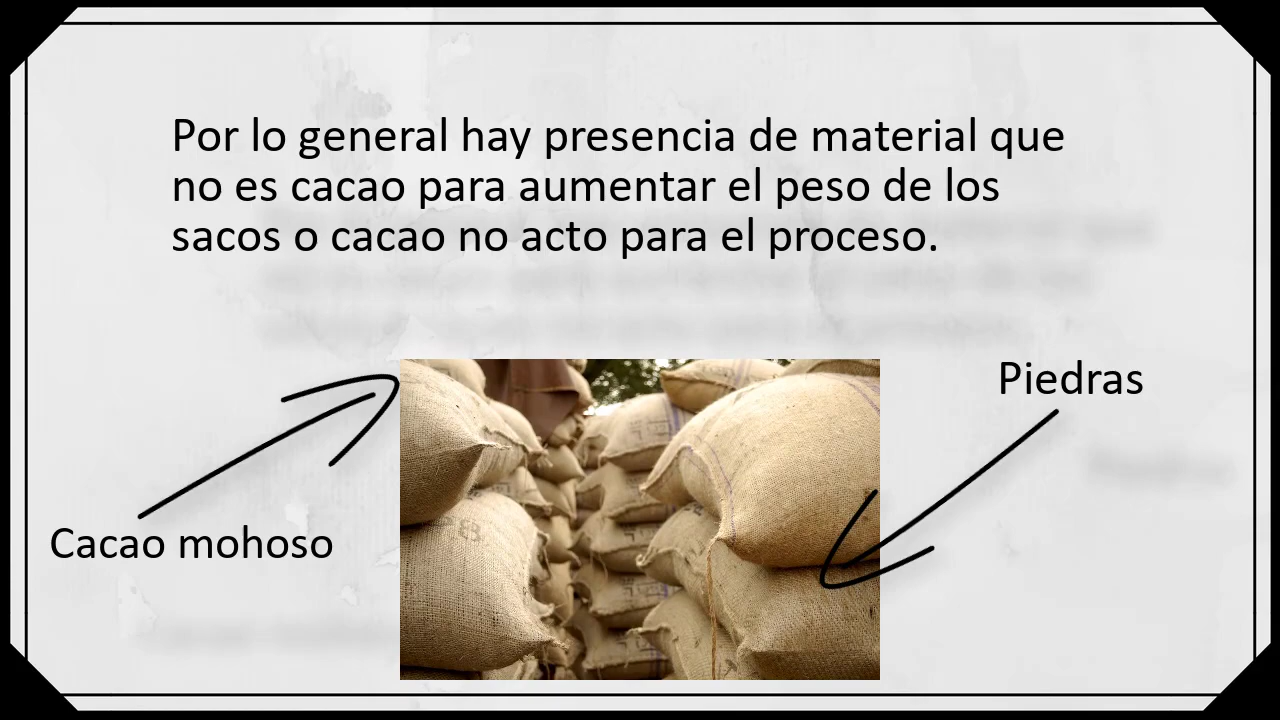 Por lo general hay presencia de material que
no es cacao para aumentar el peso de los
sacos o cacao no acto para el proceso.
Piedras
Cacao mohoso